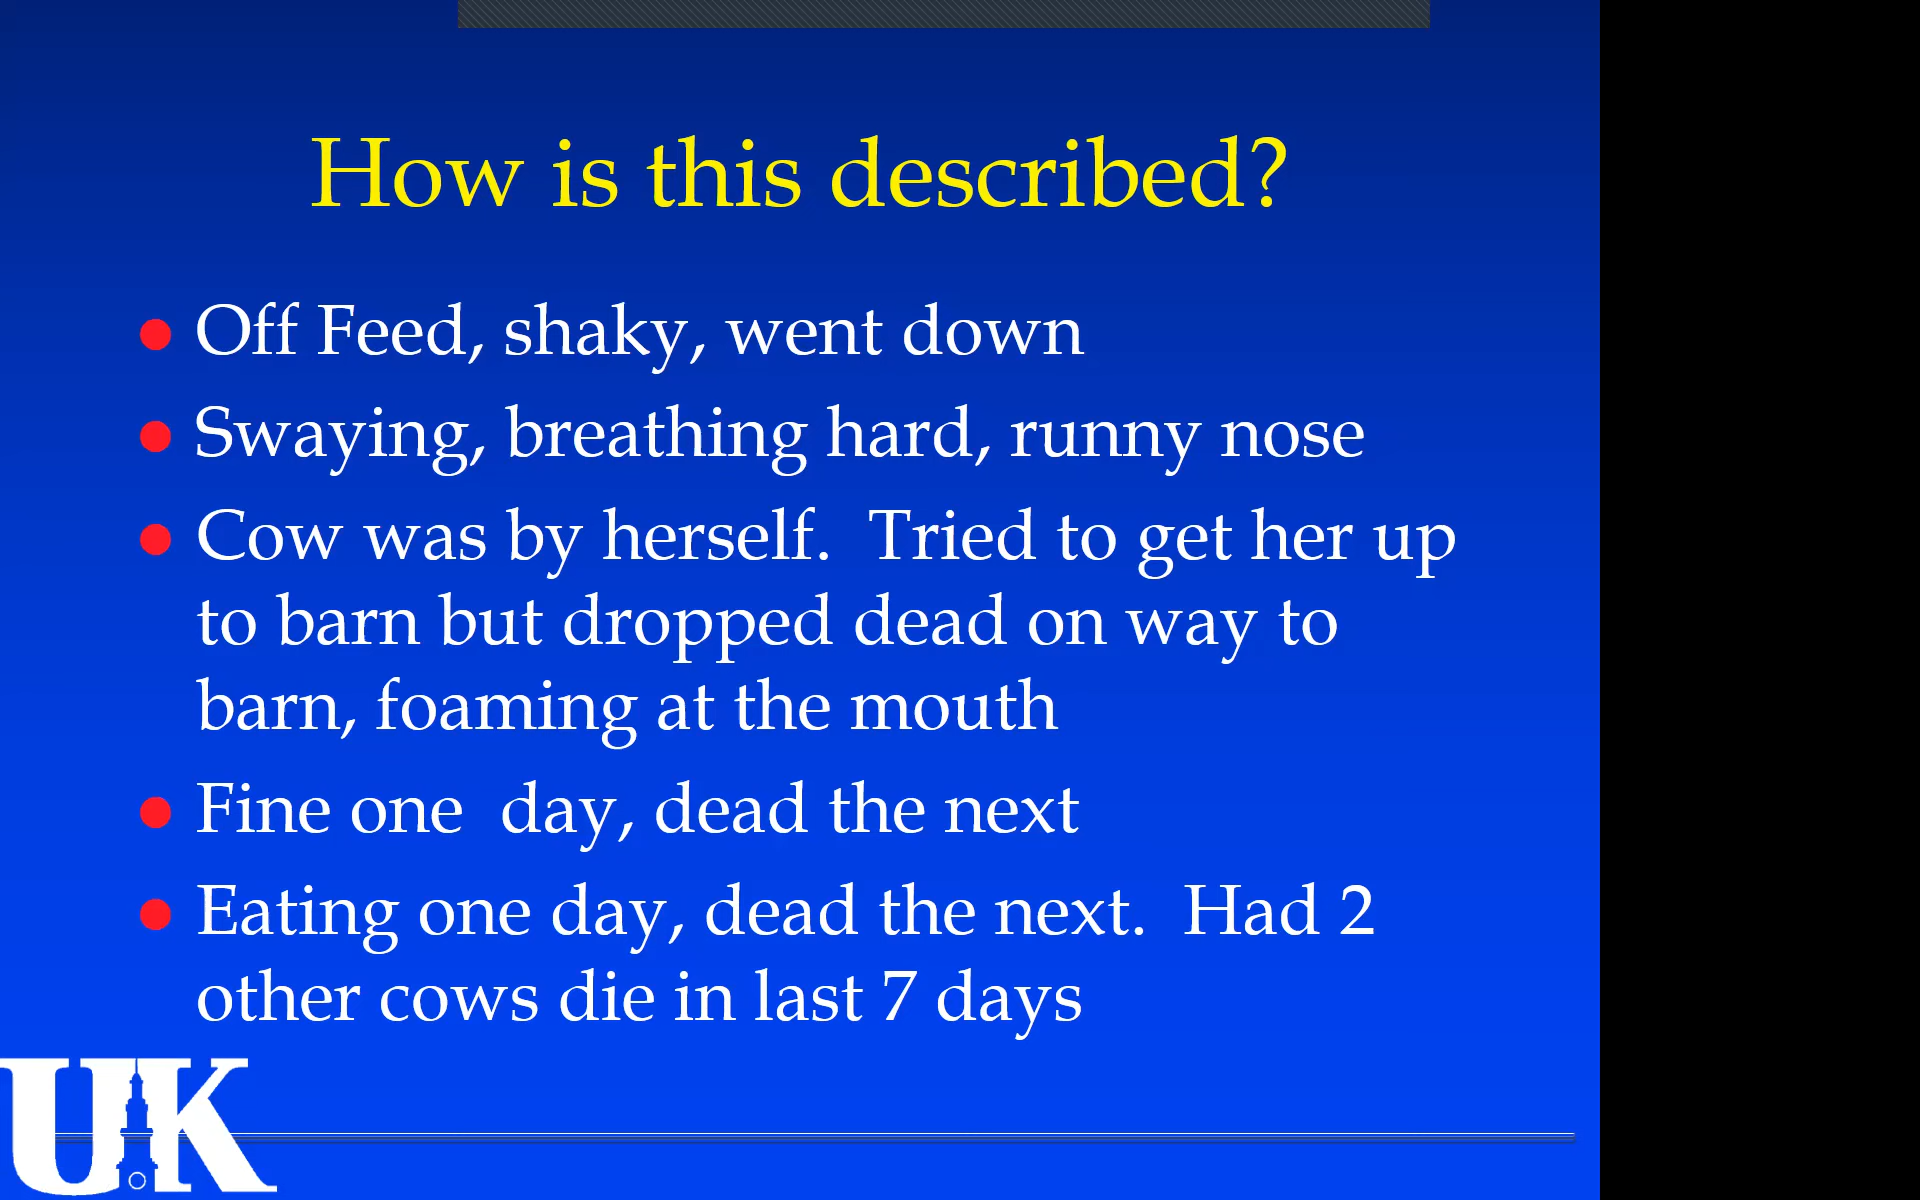 How is this described?
Off Feed, shaky, went down
Swaying, breathing hard, runny nose
Cow was by herself.  Tried to get her up
to barn but dropped dead on way to
barn, foaming at the mouth
Fine one  day, dead the next
Eating one day, dead the next.  Had 2
other cows die in last 7 days
UK